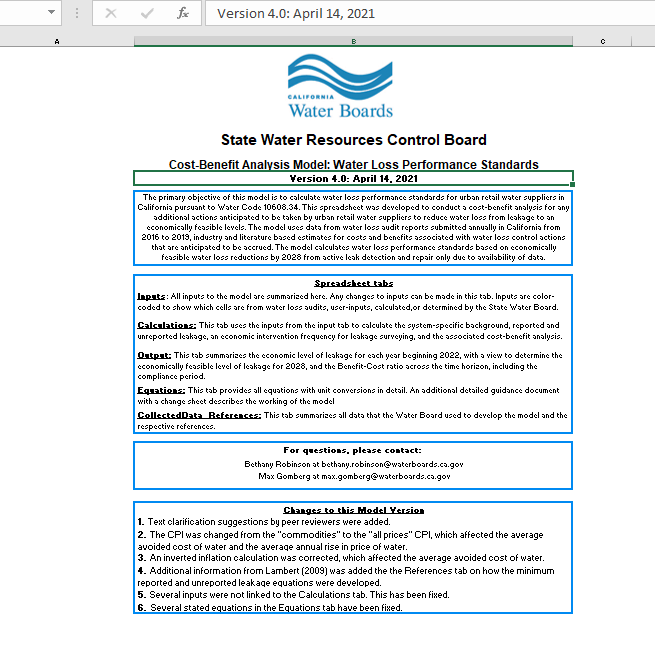 fx Version 4.0: April 14, 2021
A B C
CALIFORNIA
Water Boards
State Water Resources Control Board
Cost-Benefit Analysis Model: Water Loss Performance Standards
Version 4.0: April 14, 2021
The primary objective of this model is to calculate water loss performance standards for urban retail water suppliers in
California pursuant to Water Code 10608.34. This spreadsheet was developed to conduct a cost-benefit analysis for any
additional actions anticipated to be taken by urban retail water suppliers to reduce water loss from leakage to an
economically feasible levels. The model uses data from water loss audit reports submitted annually in California from
2016 to 2019, industry and literature based estimates for costs and benefits associated with water loss control actions
that are anticipated to be accrued. The model calculates water loss performance standards based on economically
feasible water loss reductions by 2028 from active leak detection and repair only due to availability of data.
Spreadsheet tabs
Inputs: All inputs to the model are summarized here. Any changes to inputs can be made in this tab. Inputs are color-
coded to show which cells are from water loss audits, user-inputs, calculated,or determined by the State Water Board.
Calculations: This tab uses the inputs from the input tab to calculate the system-specific background, reported and
unreported leakage, an economic intervention frequency for leakage surveying, and the associated cost-benefit analysis.
Output: This tab summarizes the economic level of leakage for each year beginning 2022, with a view to determine the
economically feasible level of leakage for 2028, and the Benefit-Cost ratio across the time horizon, including the
compliance period.
Equations: This tab provides all equations with unit conversions in detail. An additional detailed guidance document
with a change sheet describes the working of the model
CollectedData_References: This tab summarizes all data that the Water Board used to develop the model and the
respective references.
For questions, please contact:
Bethany Robinson at bethany.robinson@waterboards.ca.gov
Max Gomberg at max.gomberg@waterboards.ca.gov
Changes to this Model Version
1. Text clarification suggestions by peer reviewers were added.
2. The CPI was changed from the "commodities" to the "all prices" CPI, which affected the average
avoided cost of water and the average annual rise in price of water.
3. An inverted inflation calculation was corrected, which affected the average avoided cost of water.
4. Additional information from Lambert (2009) was added the the References tab on how the minimum
reported and unreported leakage equations were developed.
5. Several inputs were not linked to the Calculations tab. This has been fixed.
6. Several stated equations in the Equations tab have been fixed.